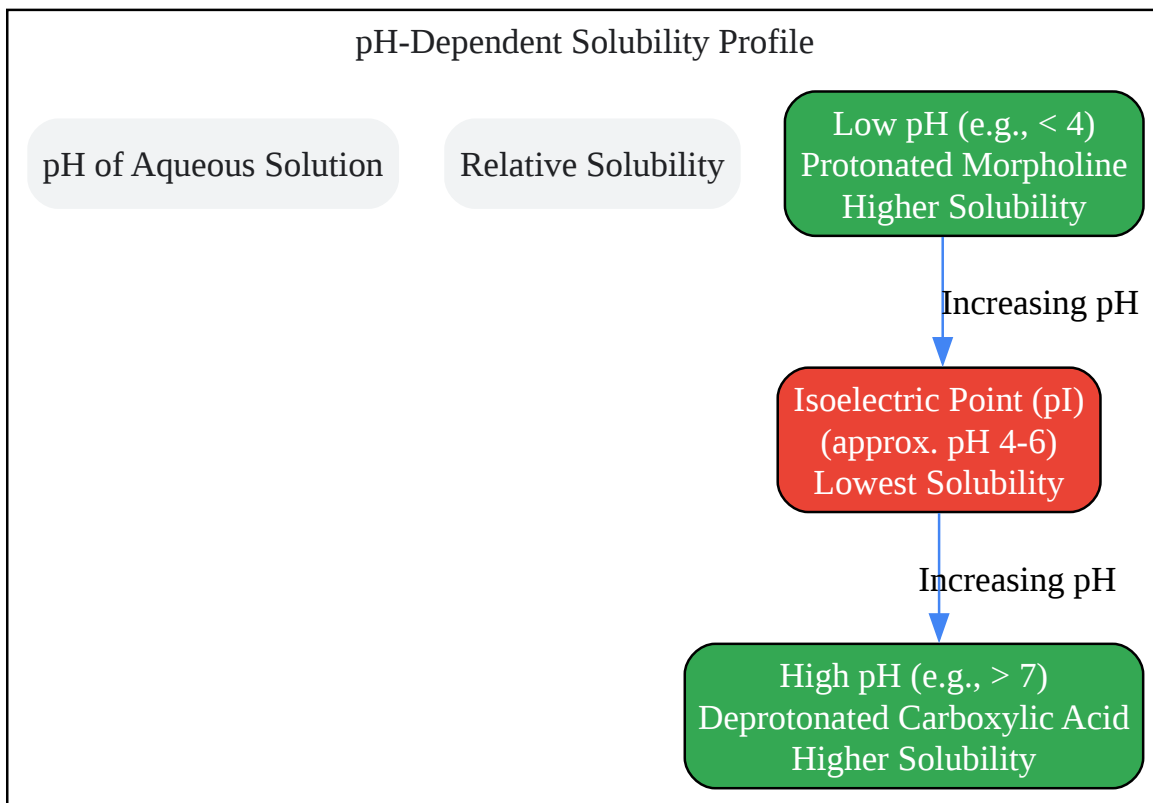 pH-Dependent Solubility Profile
pH of Aqueous Solution
Relative Solubility
Low pH (e.g., < 4)
Protonated Morpholine
Higher Solubility
Increasing pH
Isoelectric Point (pI)
(approx. pH 4-6)
Lowest Solubility
Increasing pH
High pH (e.g., > 7)
Deprotonated Carboxylic Acid
Higher Solubility